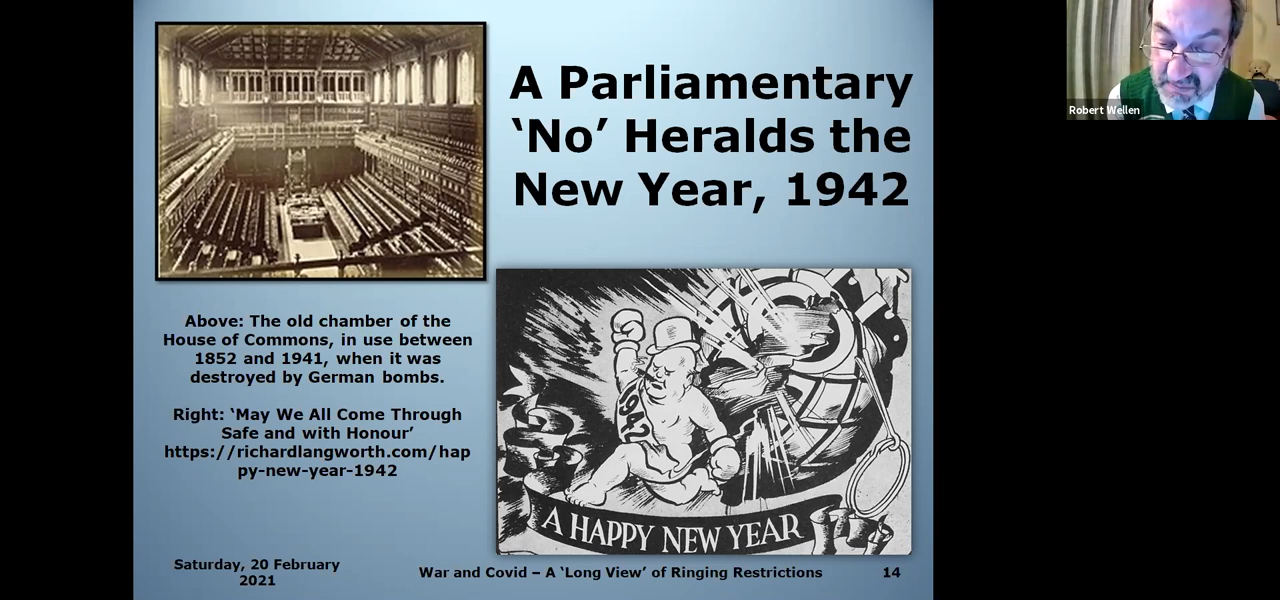 A Parliamentary
‘No’ Heralds the
New Year, 1942
Above: The old chamber of the
House of Commons, in use between
1852 and 1941, when it was
destroyed by German bombs.
Right: ‘May We All Come Through
Safe and with Honour’
https://richardlangworth.com/hap
py-new-year-1942
1942
A HAPPY NEW YEAR
Saturday, 20 February
2021
War and Covid – A ‘Long View’ of Ringing Restrictions
14
Robert Wellen